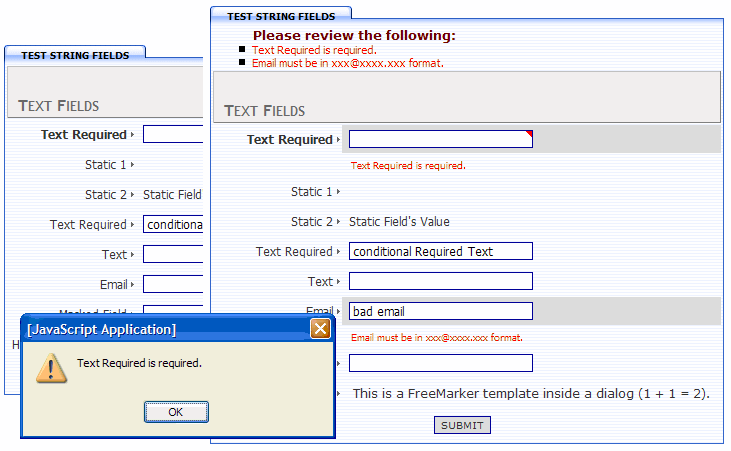 TEST STRING FIELDS
TEXT FIELDS
Text Required
Static 1
Static 2 Static Field
Text Required conditiona
Text
Email
[JavaScript Application]
Text Required is required.
OK
TEST STRING FIELDS
Please review the following:
Text Required is required.
Email must be in xxx@xxxx.xxx format.
TEXT FIELDS
Text Required
Text Required is required.
Static 1
Static 2 Static Field's Value
Text Required conditional Required Text
Text
Email bad email
Email must be in xxx@xxxx.xxx format.
This is a FreeMarker template inside a dialog (1 + 1 = 2).
SUBMIT